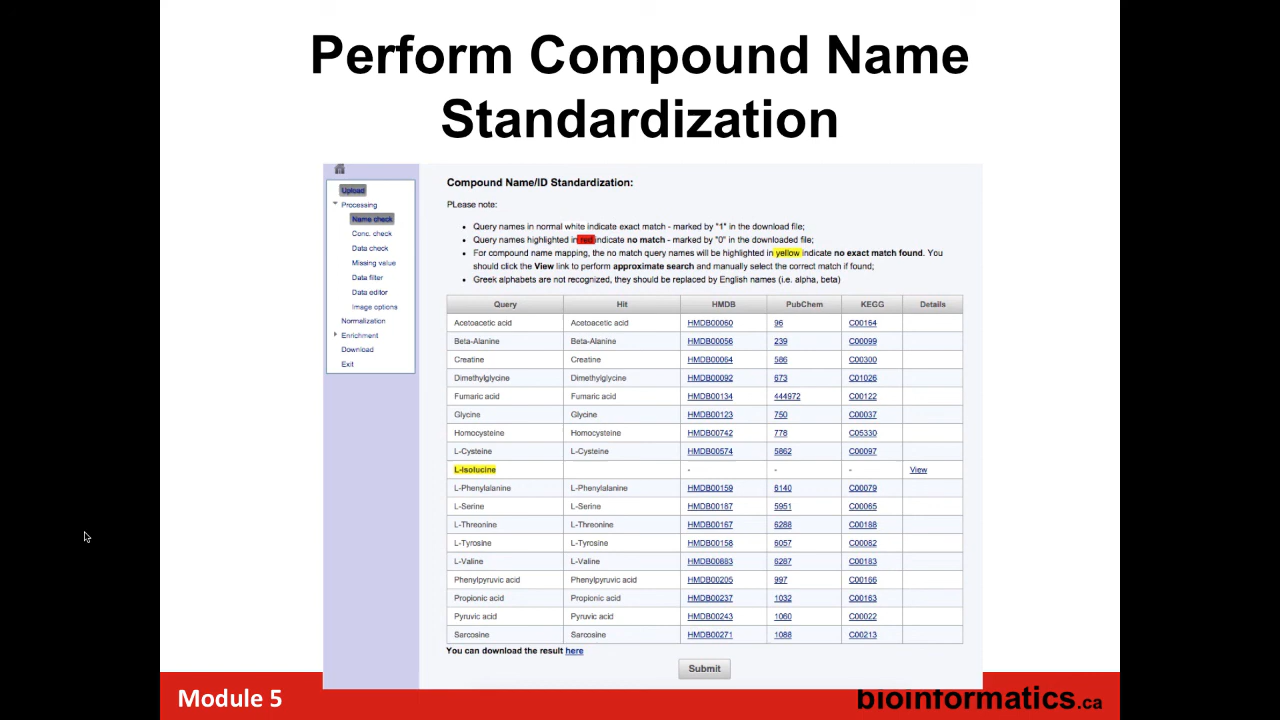 Perform Compound Name
Standardization
Upload
Processing
Name check
Conc. check
Data check
Missing value
Data filter
Data editor
Image options
Normalization
Enrichment
Download
Exit
Compound Name/ID Standardization:
PLease note:
• Query names in normal white indicate exact match - marked by "1" in the download file;
• Query names highlighted in red indicate no match - marked by "0" in the downloaded file;
• For compound name mapping, the no match query names will be highlighted in yellow indicate no exact match found. You
should click the View link to perform approximate search and manually select the correct match if found;
• Greek alphabets are not recognized, they should be replaced by English names (i.e. alpha, beta)
Query Hit HMDB PubChem KEGG Details
Acetoacetic acid Acetoacetic acid HMDB00060 96 C00164
Beta-Alanine Beta-Alanine HMDB00056 239 C00099
Creatine Creatine HMDB00064 586 C00300
Dimethylglycine Dimethylglycine HMDB00092 673 C01026
Fumaric acid Fumaric acid HMDB00134 444972 C00122
Glycine Glycine HMDB00123 750 C00037
Homocysteine Homocysteine HMDB00742 778 C05330
L-Cysteine L-Cysteine HMDB00574 5862 C00097
L-Isolucine - - - View
L-Phenylalanine L-Phenylalanine HMDB00159 6140 C00079
L-Serine L-Serine HMDB00187 5951 C00065
L-Threonine L-Threonine HMDB00167 6288 C00188
L-Tyrosine L-Tyrosine HMDB00158 6057 C00082
L-Valine L-Valine HMDB00883 6287 C00183
Phenylpyruvic acid Phenylpyruvic acid HMDB00205 997 C00166
Propionic acid Propionic acid HMDB00237 1032 C00163
Pyruvic acid Pyruvic acid HMDB00243 1060 C00022
Sarcosine Sarcosine HMDB00271 1088 C00213
You can download the result here
Submit
Module 5
bioinformatics.ca